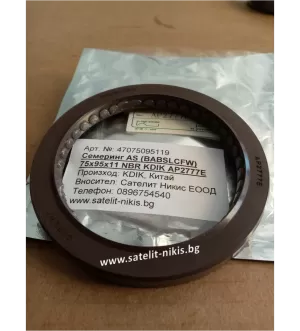 Арт. №: 47075095119
Семеринг AS (BABSLCFW)
75x95x11 NBR KDIK AP2777E
Произход: KDIK, Китай
Вносител: Сателит Никис ЕООД
Телефон: 0896754540
www.satelit-nikis.bg
www.satelit-nikis.bg